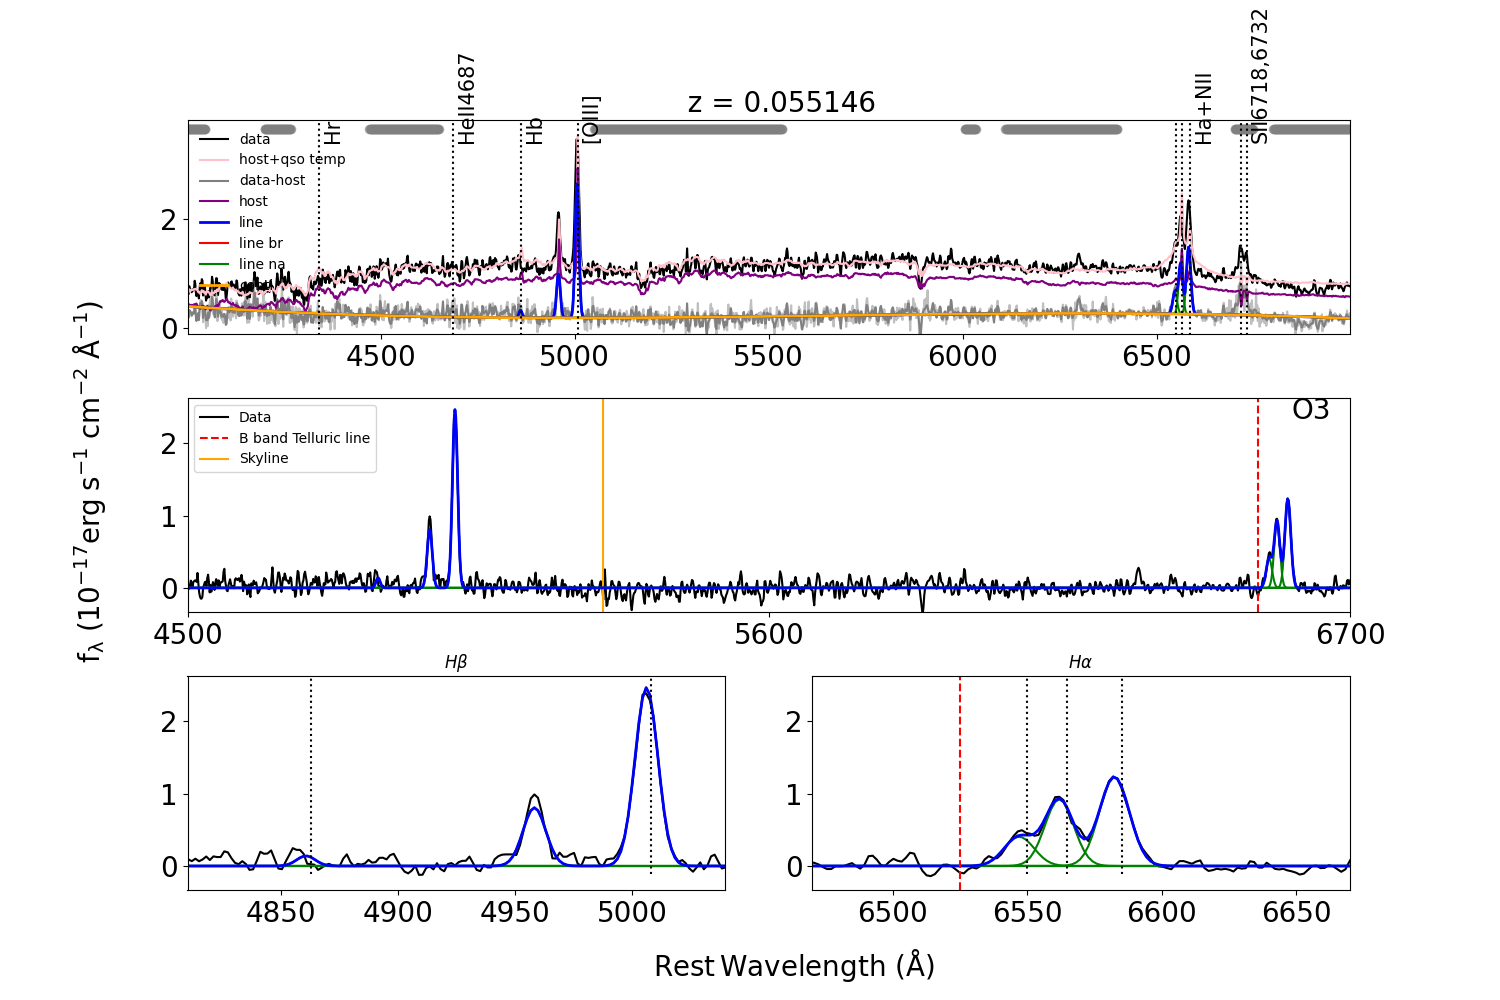 z = 0.055146
Hr
HeII4687
Hb
[OIII]
Ha+NII
SII6718,6732
data
host+qso temp
data-host
host
line
line br
line na
2
0
4500 5000 5500 6000 6500
f_λ (10^−17 erg s^−1 cm^−2 Å^−1)
Data
B band Telluric line
Skyline
O3
2
1
0
4500 5600 6700
Hβ
2
1
0
4850 4900 4950 5000
Hα
2
1
0
6500 6550 6600 6650
Rest Wavelength (Å)